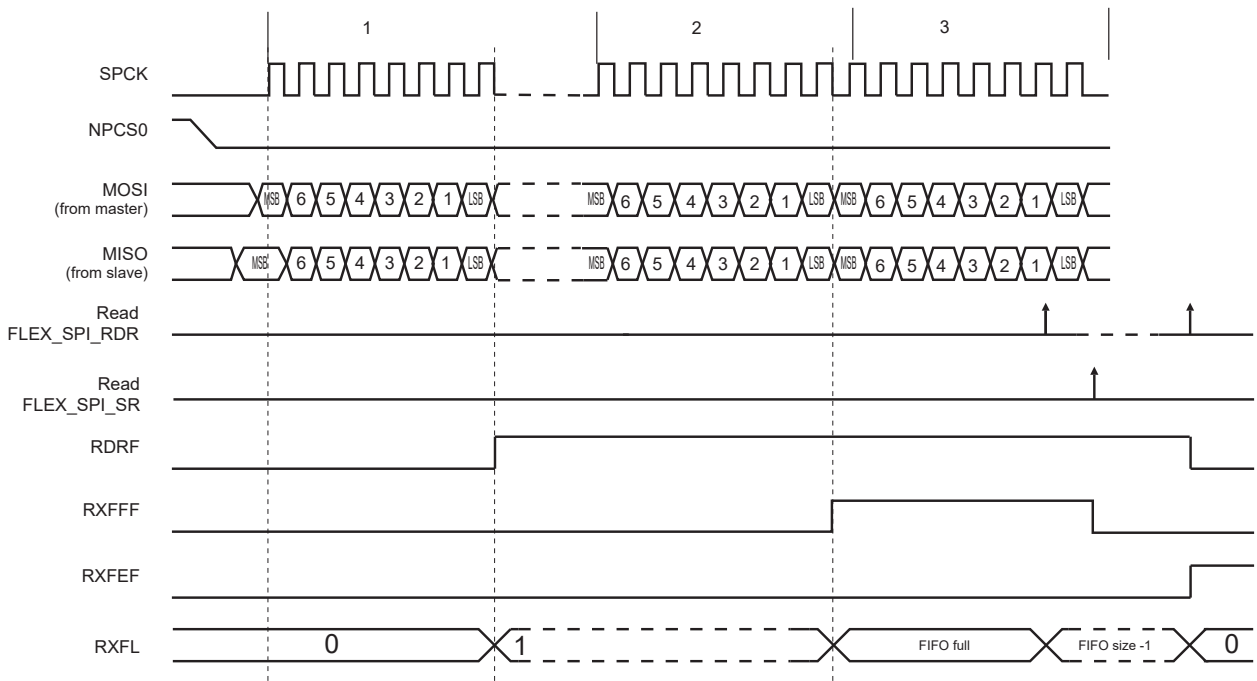 1 2 3
SPCK
NPCS0
MOSI
(from master)
MSB 6 5 4 3 2 1 LSB MSB 6 5 4 3 2 1 LSB MSB 6 5 4 3 2 1 LSB
MISO
(from slave)
MSB 6 5 4 3 2 1 LSB MSB 6 5 4 3 2 1 LSB MSB 6 5 4 3 2 1 LSB
Read
FLEX_SPI_RDR
Read
FLEX_SPI_SR
RDRF
RXFFF
RXFEF
RXFL 0 1 FIFO full FIFO size -1 0